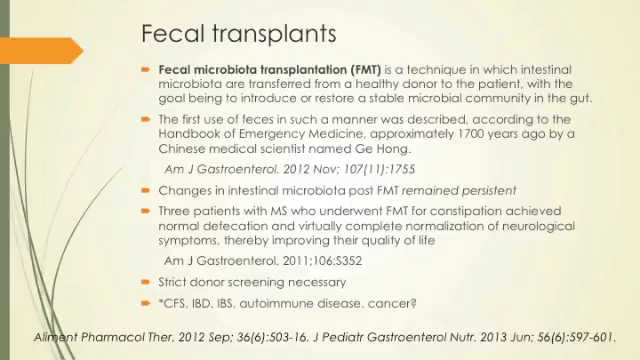 Fecal transplants
Fecal microbiota transplantation (FMT) is a technique in which intestinal
microbiota are transferred from a healthy donor to the patient, with the
goal being to introduce or restore a stable microbial community in the gut.
The first use of feces in such a manner was described, according to the
Handbook of Emergency Medicine, approximately 1700 years ago by a
Chinese medical scientist named Ge Hong.
Am J Gastroenterol. 2012 Nov; 107(11):1755
Changes in intestinal microbiota post FMT remained persistent
Three patients with MS who underwent FMT for constipation achieved
normal defecation and virtually complete normalization of neurological
symptoms, thereby improving their quality of life
Am J Gastroenterol. 2011;106:S352
Strict donor screening necessary
*CFS, IBD, IBS, autoimmune disease, cancer?
Aliment Pharmacol Ther. 2012 Sep; 36(6):503-16. J Pediatr Gastroenterol Nutr. 2013 Jun; 56(6):597-601.